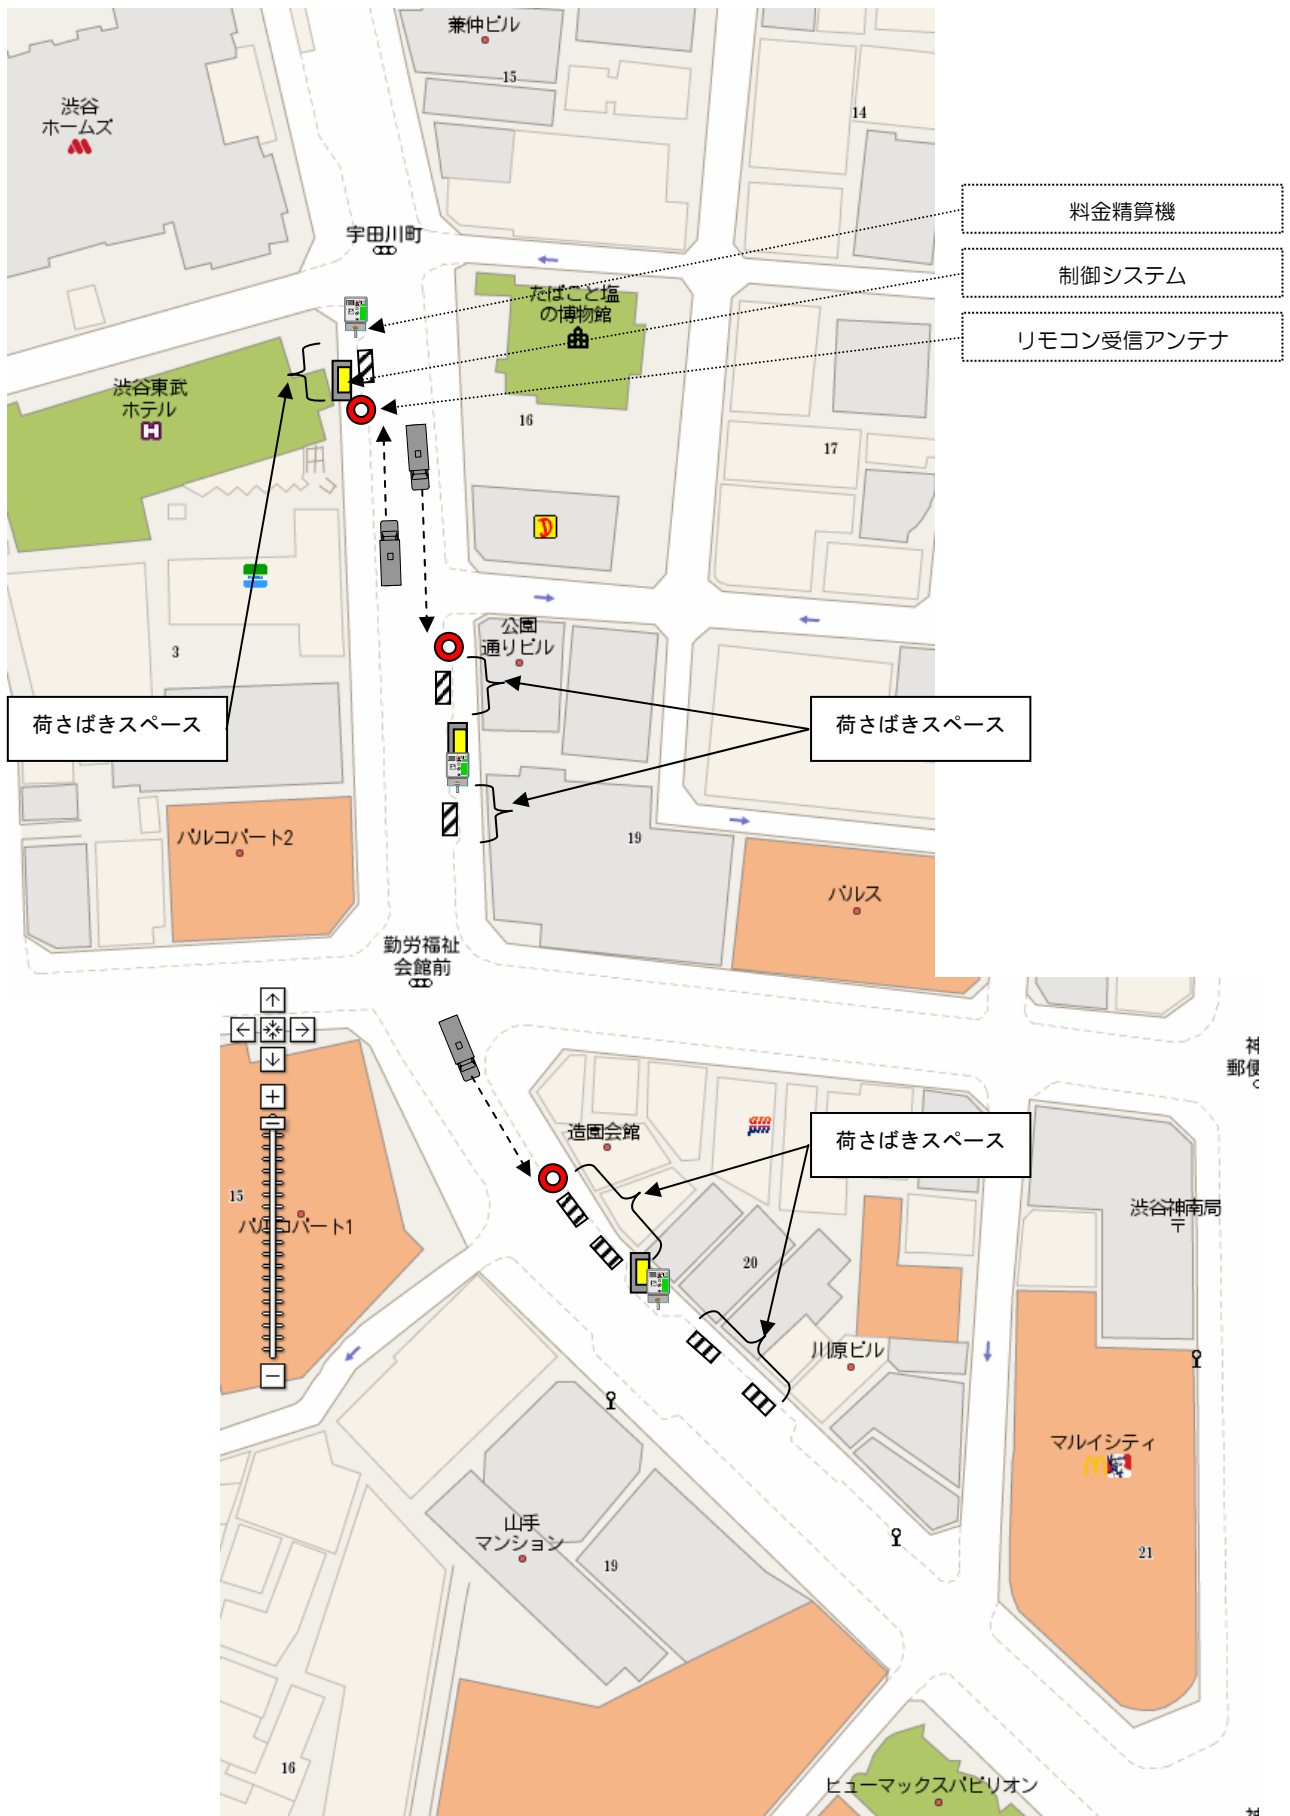 兼仲ビル
15
渋谷
ホームズ
14
料金精算機
宇田川町
制御システム
たばこと塩
の博物館
リモコン受信アンテナ
渋谷東武
ホテル
H
16
17
公園
通りビル
3
荷さばきスペース
荷さばきスペース
パルコパート2
19
パルス
勤労福祉
会館前
神
郵便
造園会館
am
pm
荷さばきスペース
15
パルコパート1
渋谷神南局
〒
20
川原ビル
マルイシティ
山手
マンション
19
21
16
ヒューマックスパビリオン
神